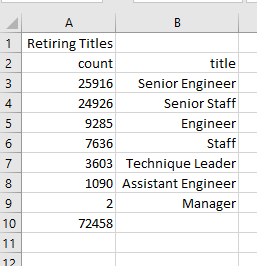 A B
1 Retiring Titles
2 count title
3 25916 Senior Engineer
4 24926 Senior Staff
5 9285 Engineer
6 7636 Staff
7 3603 Technique Leader
8 1090 Assistant Engineer
9 2 Manager
10 72458
11
12